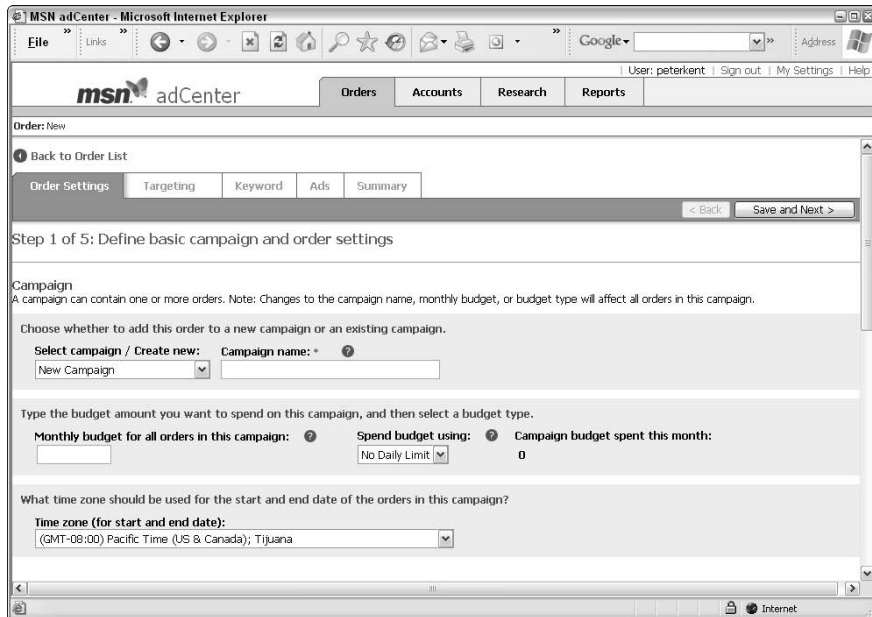 MSN adCenter - Microsoft Internet Explorer
File » Links » » Google » Address
User: peterkent | Sign out | My Settings | Help
msn adCenter
Orders Accounts Research Reports
Order: New
Back to Order List
Order Settings Targeting Keyword Ads Summary
< Back Save and Next >
Step 1 of 5: Define basic campaign and order settings
Campaign
A campaign can contain one or more orders. Note: Changes to the campaign name, monthly budget, or budget type will affect all orders in this campaign.
Choose whether to add this order to a new campaign or an existing campaign.
Select campaign / Create new: Campaign name: * ?
New Campaign
Type the budget amount you want to spend on this campaign, and then select a budget type.
Monthly budget for all orders in this campaign: ? Spend budget using: ? Campaign budget spent this month:
No Daily Limit 0
What time zone should be used for the start and end date of the orders in this campaign?
Time zone (for start and end date):
(GMT-08:00) Pacific Time (US & Canada); Tijuana
Internet